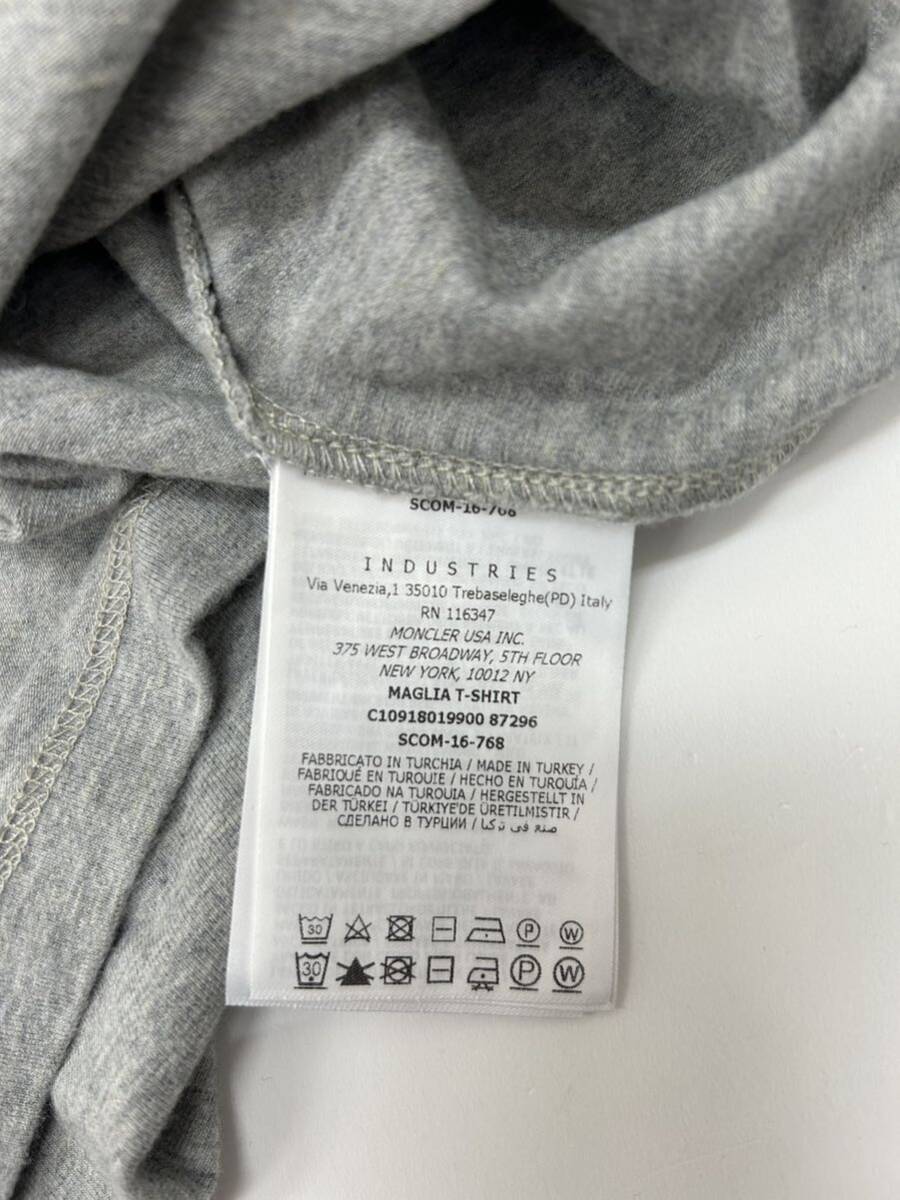 SCOM-16-768
INDUSTRIES
Via Venezia,1 35010 Trebaseleghe(PD) Italy
RN 116347
MONCLER USA INC.
375 WEST BROADWAY, 5TH FLOOR
NEW YORK, 10012 NY
MAGLIA T-SHIRT
C10918019900 87296
SCOM-16-768
FABBRICATO IN TURCHIA / MADE IN TURKEY /
FABRIQUÉ EN TURQUIE / HECHO EN TURQUÍA /
FABRICADO NA TURQUIA / HERGESTELLT IN
DER TÜRKEI / TÜRKIYE'DE ÜRETILMISTIR /
СДЕЛАНО В ТУРЦИИ / صنع في تركيا
30 P W
30 P W